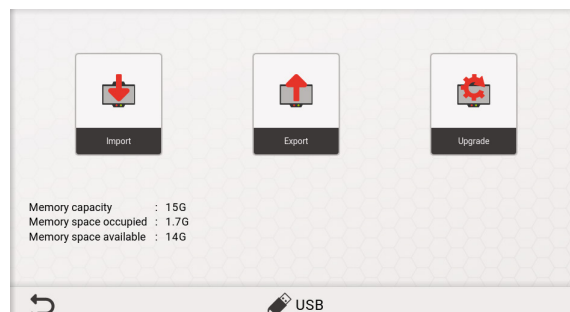 Import
Export
Upgrade
Memory capacity : 15G
Memory space occupied : 1.7G
Memory space available : 14G
USB